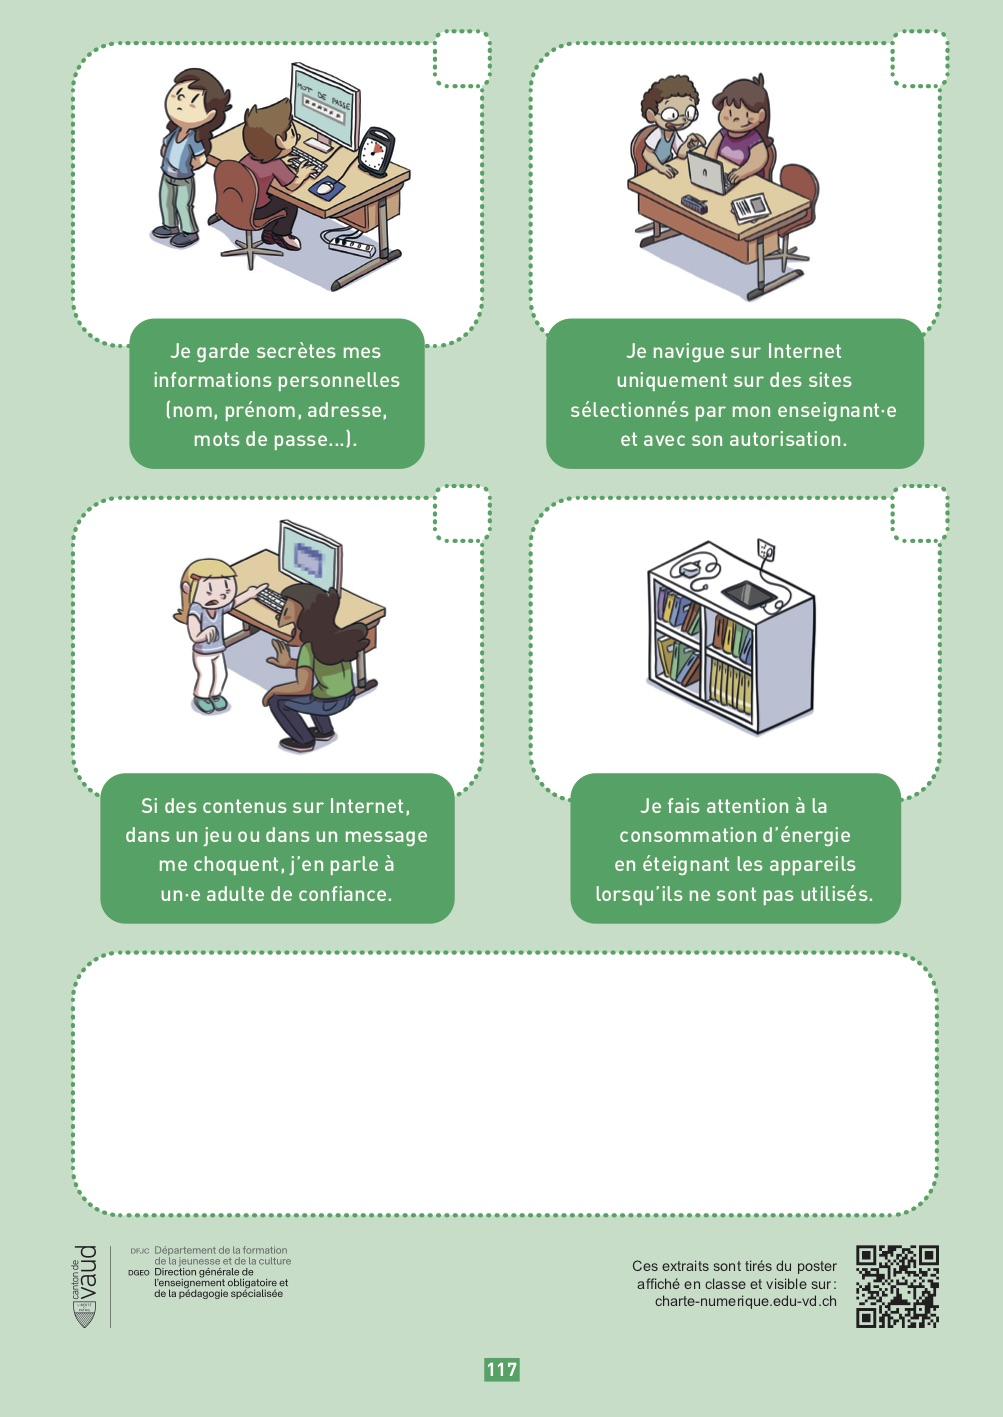 MOT DE PASSE
Je garde secrètes mes
informations personnelles
(nom, prénom, adresse,
mots de passe...).
Je navigue sur Internet
uniquement sur des sites
sélectionnés par mon enseignant·e
et avec son autorisation.
Si des contenus sur Internet,
dans un jeu ou dans un message
me choquent, j’en parle à
un·e adulte de confiance.
Je fais attention à la
consommation d’énergie
en éteignant les appareils
lorsqu’ils ne sont pas utilisés.
canton de
vaud
LIBERTÉ
ET
PATRIE
DFJC Département de la formation
de la jeunesse et de la culture
DGEO Direction générale de
l’enseignement obligatoire et
de la pédagogie spécialisée
Ces extraits sont tirés du poster
affiché en classe et visible sur :
charte-numerique.edu-vd.ch
117